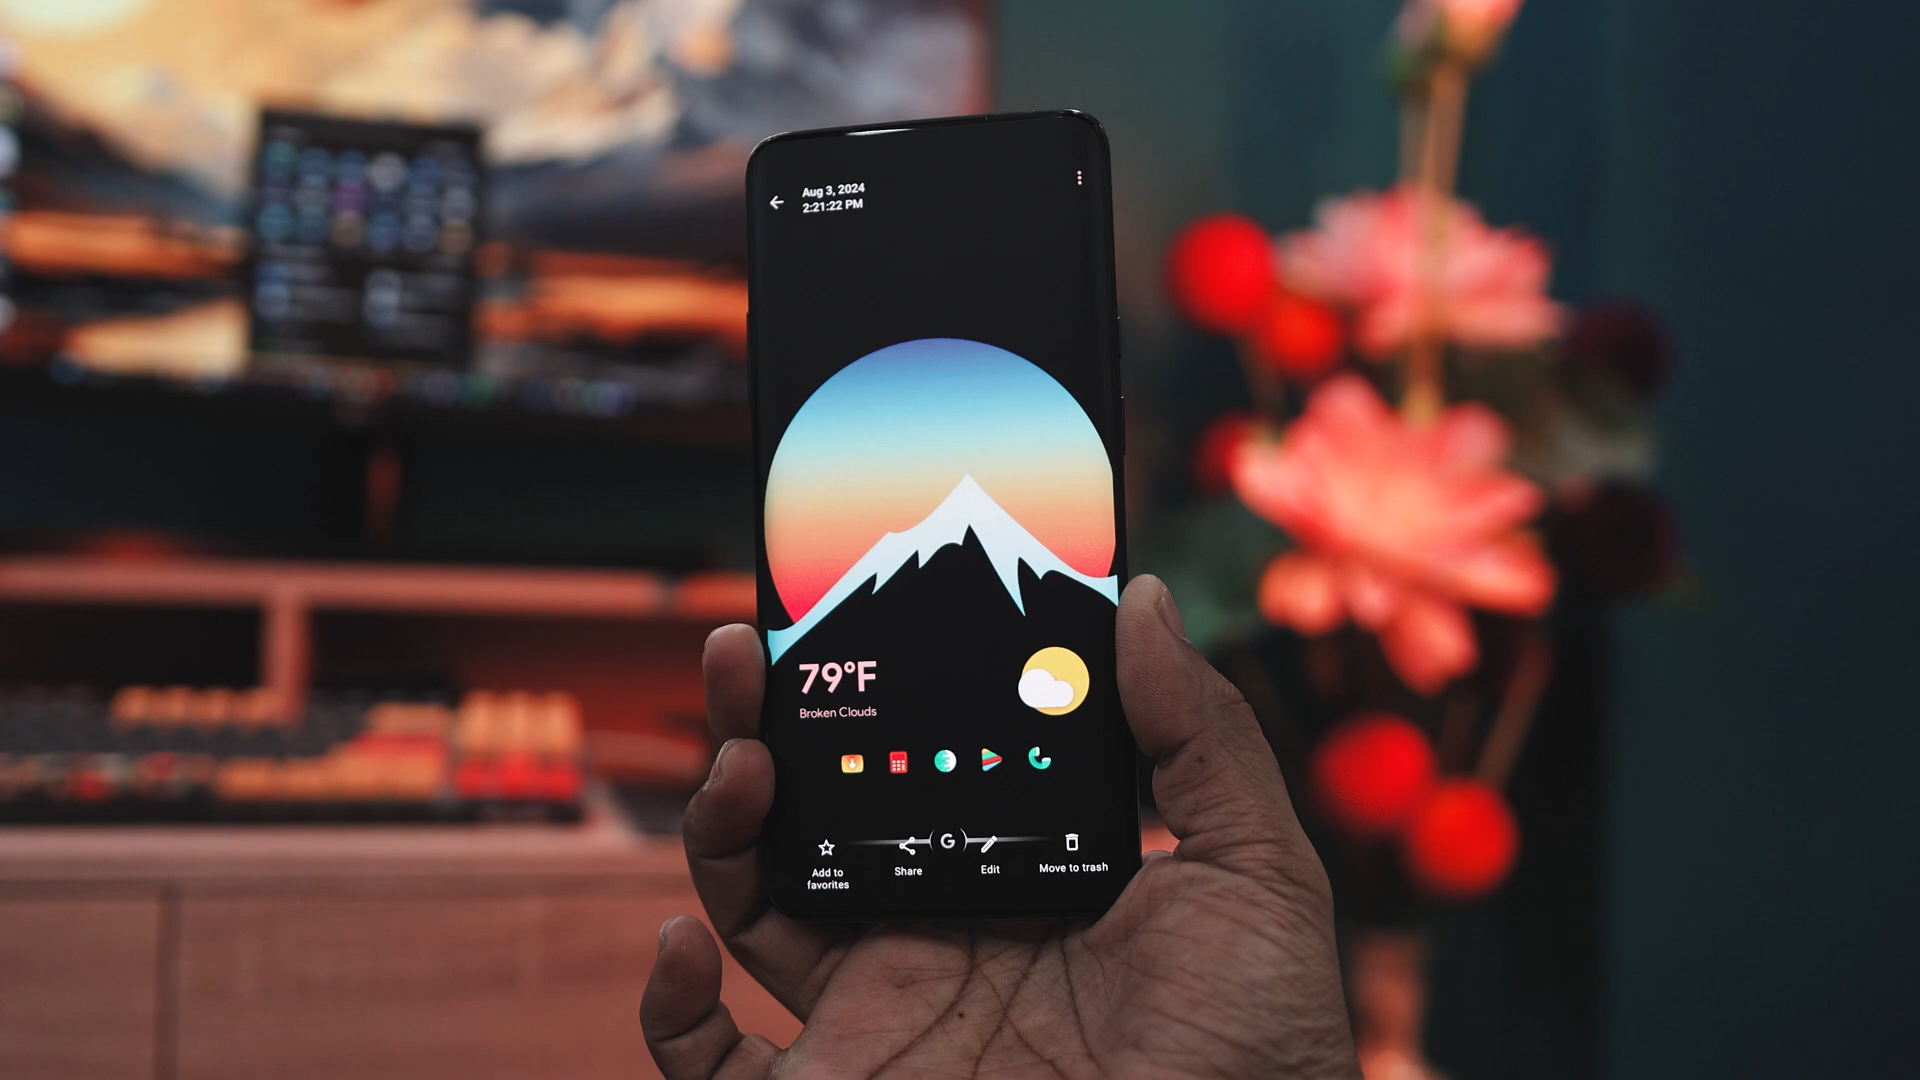 Aug 3, 2024
2:21:22 PM
79°F
Broken Clouds
G
Add to
favorites
Share
Edit
Move to trash